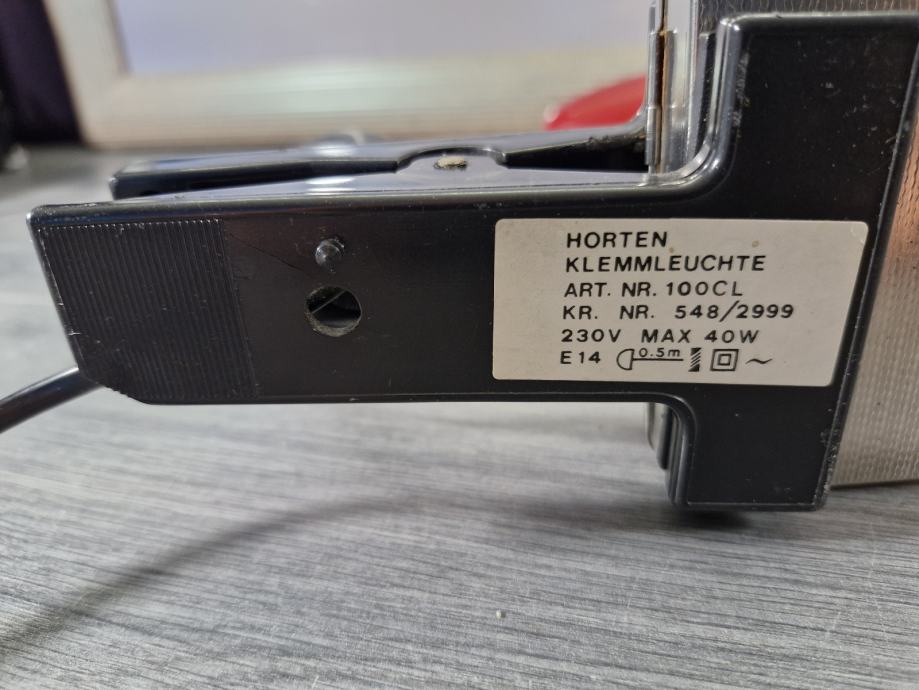 HORTEN
KLEMMLEUCHTE
ART. NR. 100CL
KR. NR. 548/2999
230V MAX 40W
E14 0.5m ~